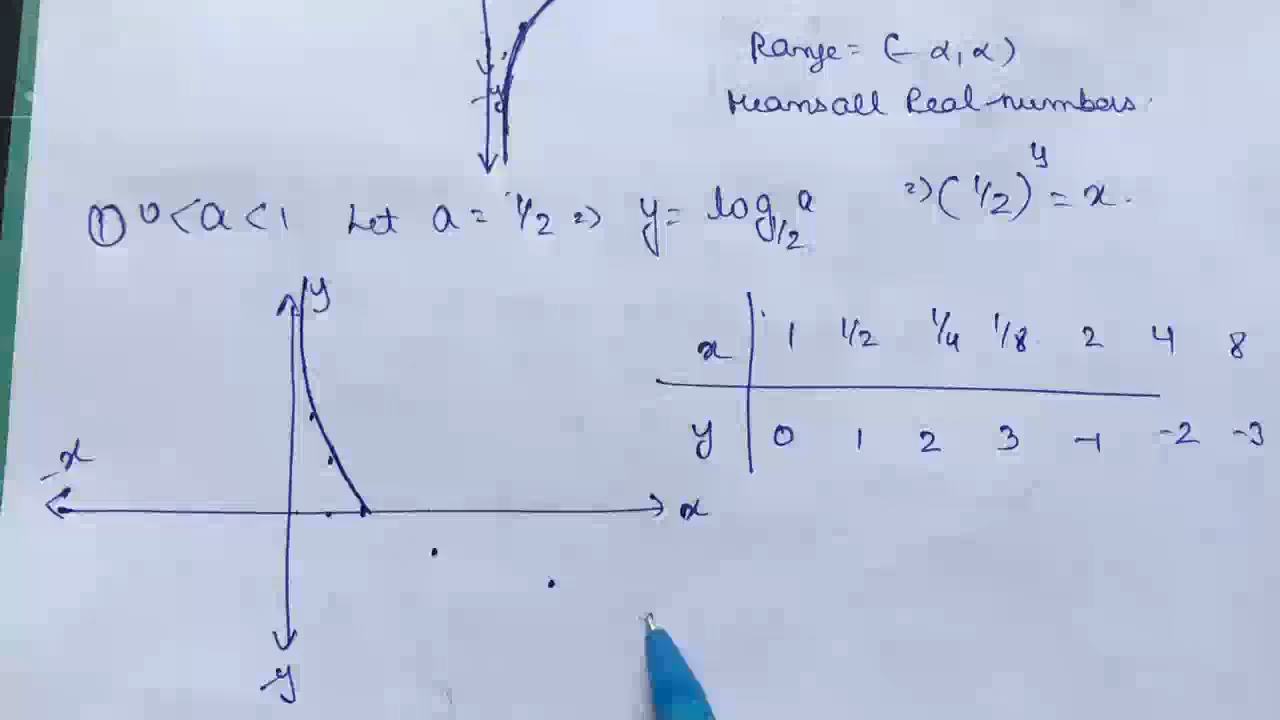 Range = (- α, α)
-y
Means all Real numbers.
① 0 < a < 1 Let a = 1/2 => y = log1/2 a => (1/2)^y = x.
y
x 1 1/2 1/4 1/8 2 4 8
y 0 1 2 3 -1 -2 -3
-x
x
-y